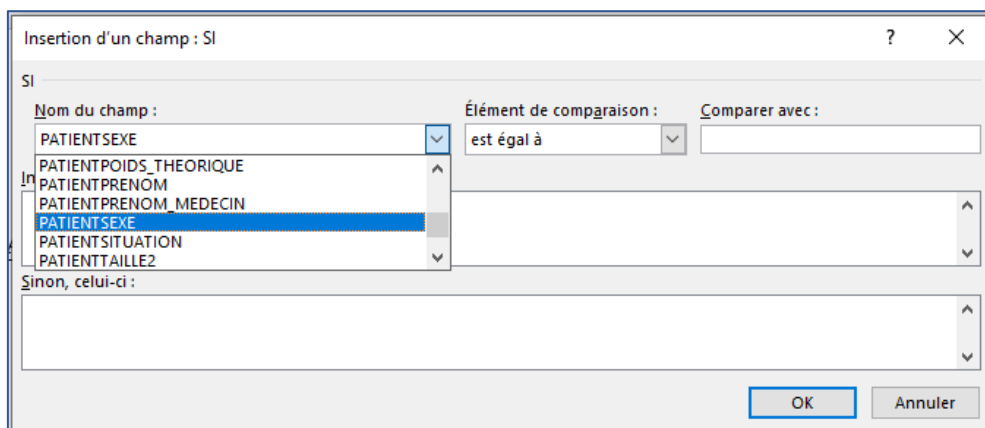 Insertion d'un champ : SI ?
SI
Nom du champ : Élément de comparaison : Comparer avec :
PATIENTSEXE est égal à
PATIENTPOIDS_THEORIQUE
In
PATIENTPRENOM
PATIENTPRENOM_MEDECIN
PATIENTSEXE
PATIENTSITUATION
PATIENTTAILLE2
Sinon, celui-ci :
OK Annuler